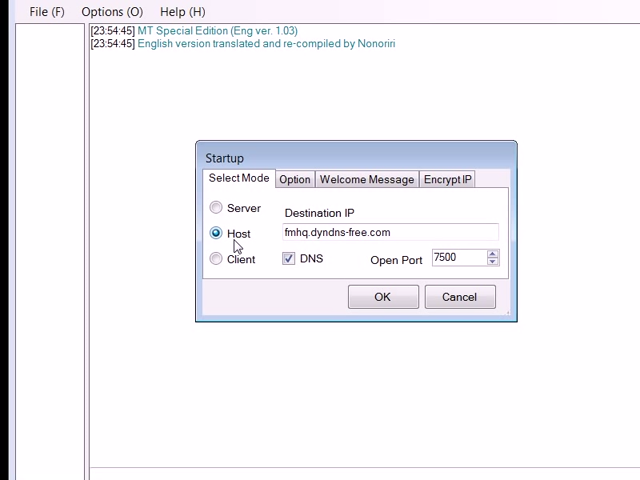 File (F) Options (O) Help (H)
[23:54:45] MT Special Edition (Eng ver. 1.03)
[23:54:45] English version translated and re-compiled by Nonoriri
Startup
Select Mode Option Welcome Message Encrypt IP
Server
Destination IP
Host
fmhq.dyndns-free.com
Client
DNS
Open Port
7500
OK Cancel